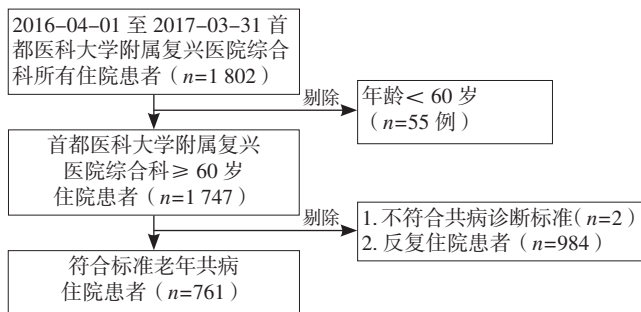 2016-04-01 至 2017-03-31 首
都医科大学附属复兴医院综合
科所有住院患者（n=1 802）
剔除
年龄＜ 60 岁
（n=55 例）
首都医科大学附属复兴
医院综合科≥ 60 岁
住院患者（n=1 747）
剔除
1. 不符合共病诊断标准（n=2）
2. 反复住院患者（n=984）
符合标准老年共病
住院患者（n=761）